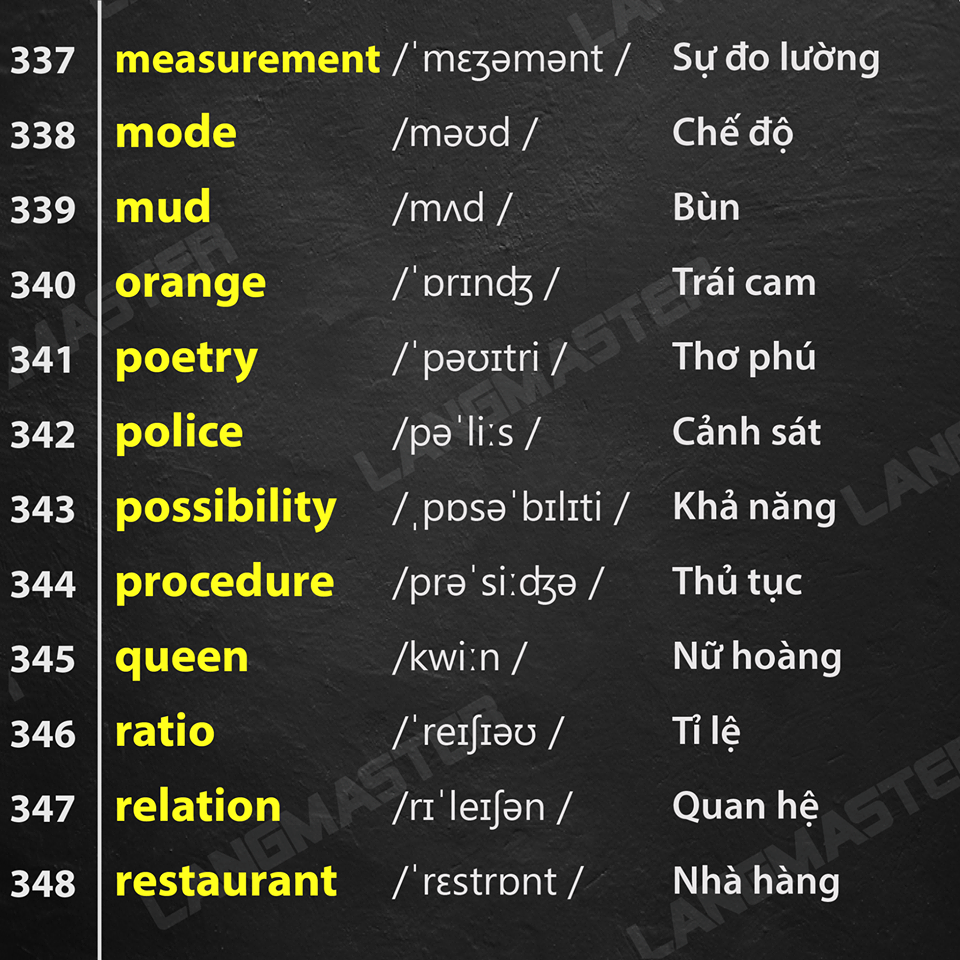 337 measurement /ˈmɛʒəmənt / Sự đo lường
338 mode /məʊd / Chế độ
339 mud /mʌd / Bùn
340 orange /ˈɒrɪnʤ / Trái cam
341 poetry /ˈpəʊɪtri / Thơ phú
342 police /pəˈliːs / Cảnh sát
343 possibility /ˌpɒsəˈbɪlɪti / Khả năng
344 procedure /prəˈsiːʤə / Thủ tục
345 queen /kwiːn / Nữ hoàng
346 ratio /ˈreɪʃɪəʊ / Tỉ lệ
347 relation /rɪˈleɪʃən / Quan hệ
348 restaurant /ˈrɛstrɒnt / Nhà hàng
LANGMASTER
LANGMASTER
LANGMASTER
LANGMASTER